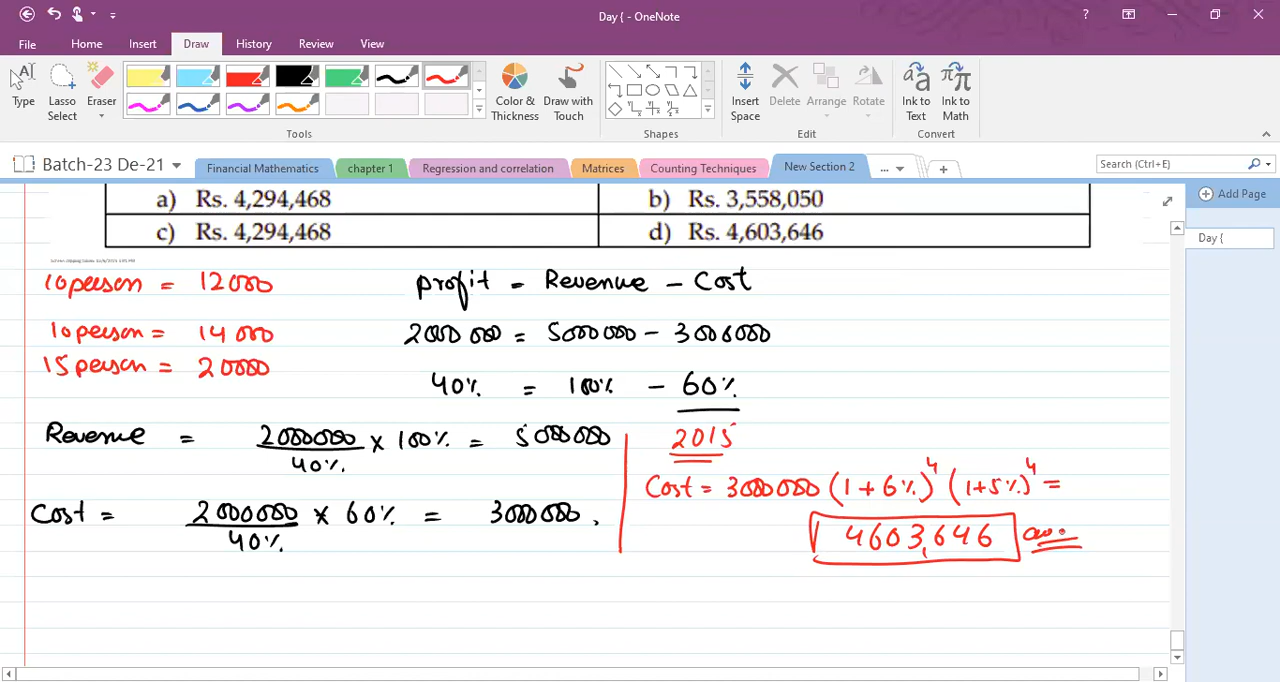 Day { - OneNote
?
File Home Insert Draw History Review View
Type Lasso Select Eraser Color & Thickness Draw with Touch Insert Space Delete Arrange Rotate Ink to Text Ink to Math
Tools Shapes Edit Convert
Batch-23 De-21 Financial Mathematics chapter 1 Regression and correlation Matrices Counting Techniques New Section 2 ... Search (Ctrl+E)
Add Page
Day {
a) Rs. 4,294,468 b) Rs. 3,558,050
c) Rs. 4,294,468 d) Rs. 4,603,646
10 person = 12000
profit = Revenue - Cost
10 person = 14000
2000000 = 5000000 - 3000000
15 person = 20000
40% = 100% - 60%
Revenue = 2000000/40% × 100% = 5000000
2015
Cost = 3000000 (1+6%)^4 (1+5%)^4 =
Cost = 2000000/40% × 60% = 3000000.
4603,646